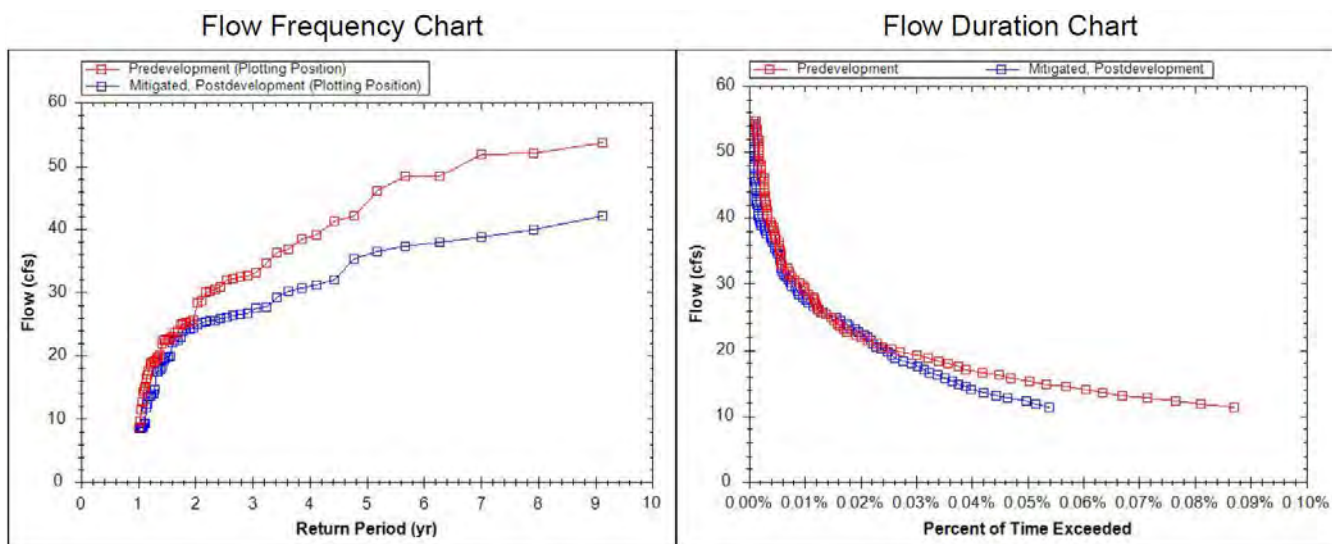 Flow Frequency Chart
Predevelopment (Plotting Position)
Mitigated, Postdevelopment (Plotting Position)
60
50
40
30
20
10
0
Flow (cfs)
0 1 2 3 4 5 6 7 8 9 10
Return Period (yr)
Flow Duration Chart
Predevelopment Mitigated, Postdevelopment
60
50
40
30
20
10
0
Flow (cfs)
0.00% 0.01% 0.02% 0.03% 0.04% 0.05% 0.06% 0.07% 0.08% 0.09% 0.10%
Percent of Time Exceeded